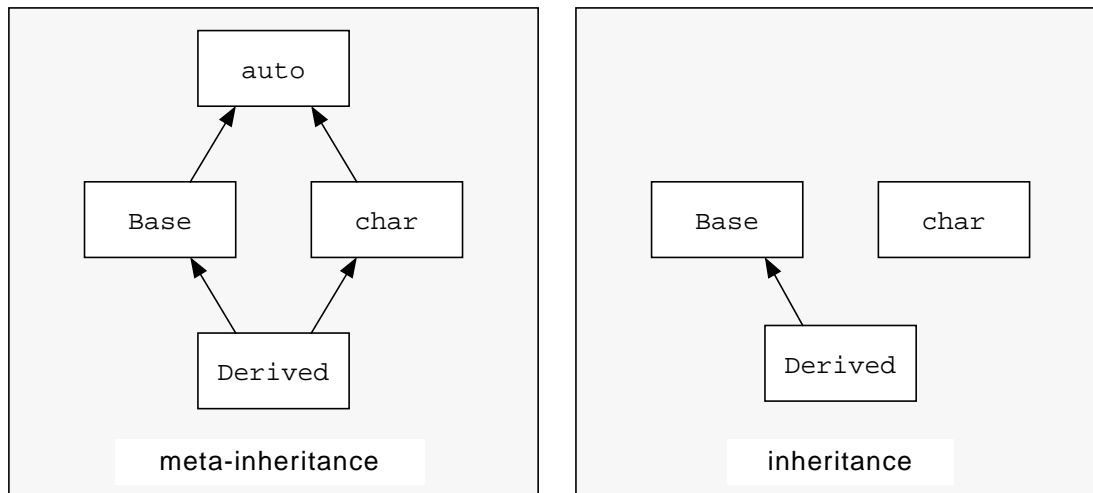 auto
Base
char
Derived
meta-inheritance
Base
char
Derived
inheritance